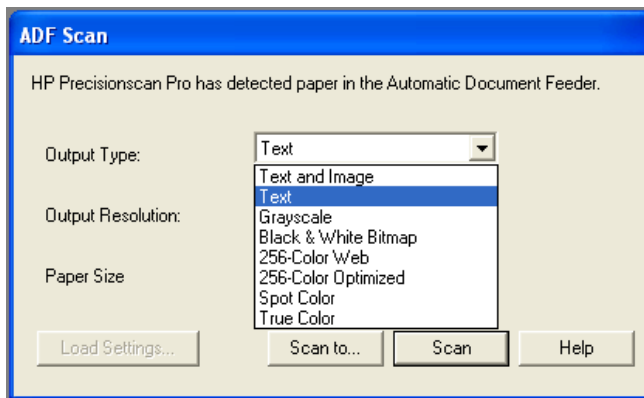 ADF Scan
HP Precisionscan Pro has detected paper in the Automatic Document Feeder.
Output Type:
Text
Text and Image
Text
Output Resolution:
Grayscale
Black & White Bitmap
256-Color Web
Paper Size
256-Color Optimized
Spot Color
True Color
Load Settings...
Scan to...
Scan
Help